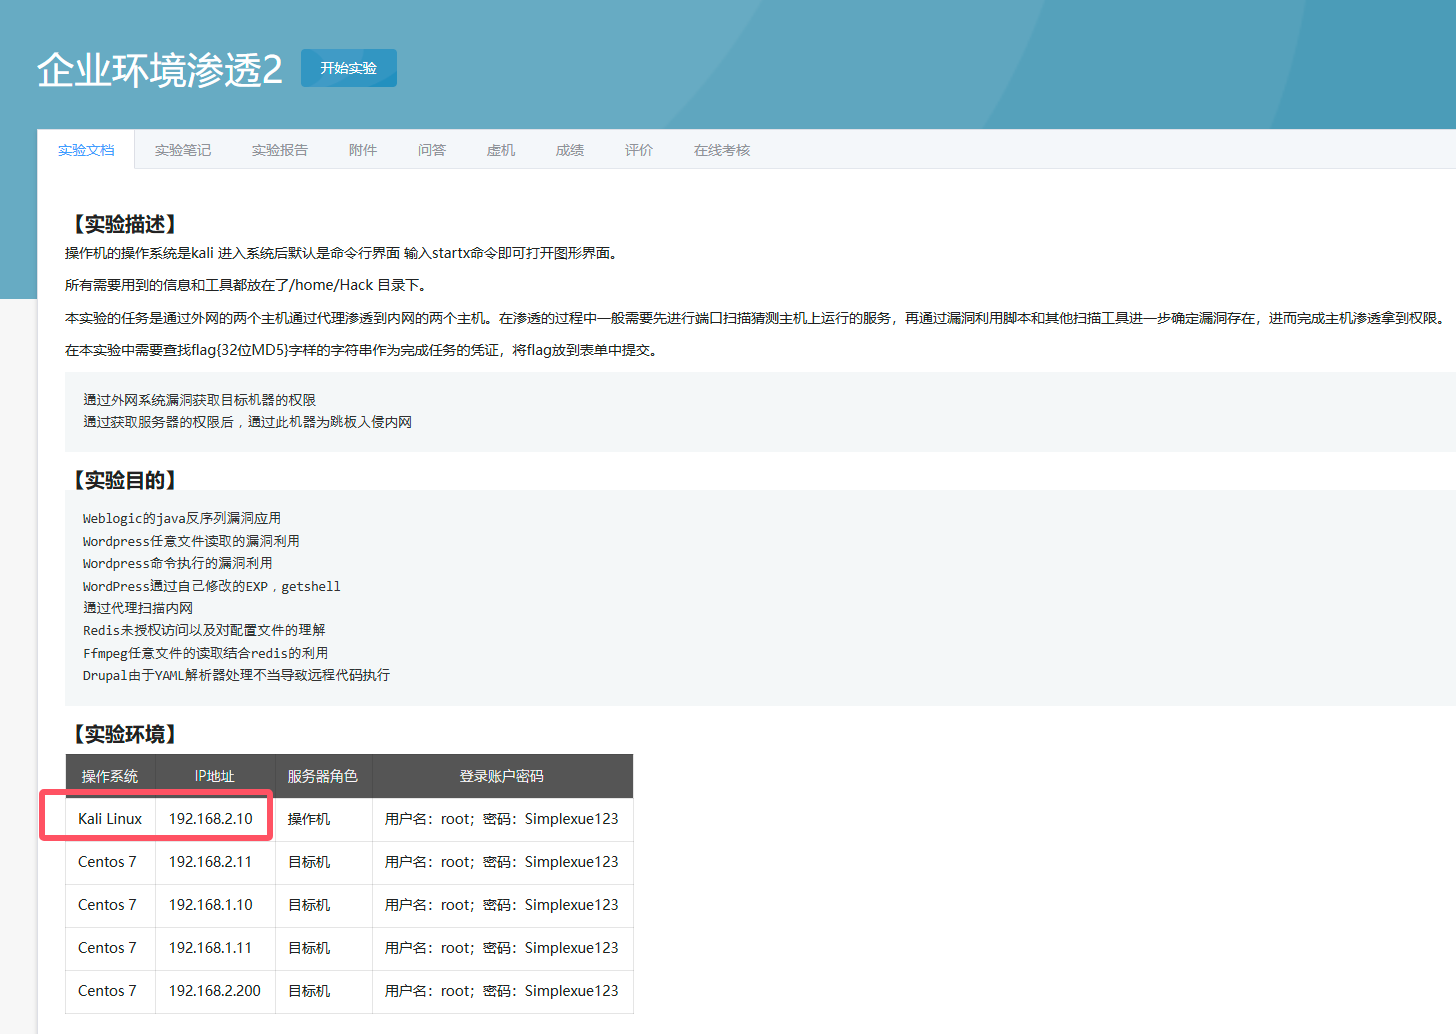 企业环境渗透2 开始实验
实验文档 实验笔记 实验报告 附件 问答 虚机 成绩 评价 在线考核
【实验描述】
操作机的操作系统是kali 进入系统后默认是命令行界面 输入startx命令即可打开图形界面。
所有需要用到的信息和工具都放在了/home/Hack 目录下。
本实验的任务是通过外网的两个主机通过代理渗透到内网的两个主机。在渗透的过程中一般需要先进行端口扫描猜测主机上运行的服务，再通过漏洞利用脚本和其他扫描工具进一步确定漏洞存在，进而完成主机渗透拿到权限。
在本实验中需要查找flag{32位MD5}字样的字符串作为完成任务的凭证，将flag放到表单中提交。
通过外网系统漏洞获取目标机器的权限
通过获取服务器的权限后，通过此机器为跳板入侵内网
【实验目的】
Weblogic的java反序列漏洞应用
Wordpress任意文件读取的漏洞利用
Wordpress命令执行的漏洞利用
WordPress通过自己修改的EXP，getshell
通过代理扫描内网
Redis未授权访问以及对配置文件的理解
Ffmpeg任意文件的读取结合redis的利用
Drupal由于YAML解析器处理不当导致远程代码执行
【实验环境】
操作系统 IP地址 服务器角色 登录账户密码
Kali Linux 192.168.2.10 操作机 用户名：root；密码：Simplexue123
Centos 7 192.168.2.11 目标机 用户名：root；密码：Simplexue123
Centos 7 192.168.1.10 目标机 用户名：root；密码：Simplexue123
Centos 7 192.168.1.11 目标机 用户名：root；密码：Simplexue123
Centos 7 192.168.2.200 目标机 用户名：root；密码：Simplexue123